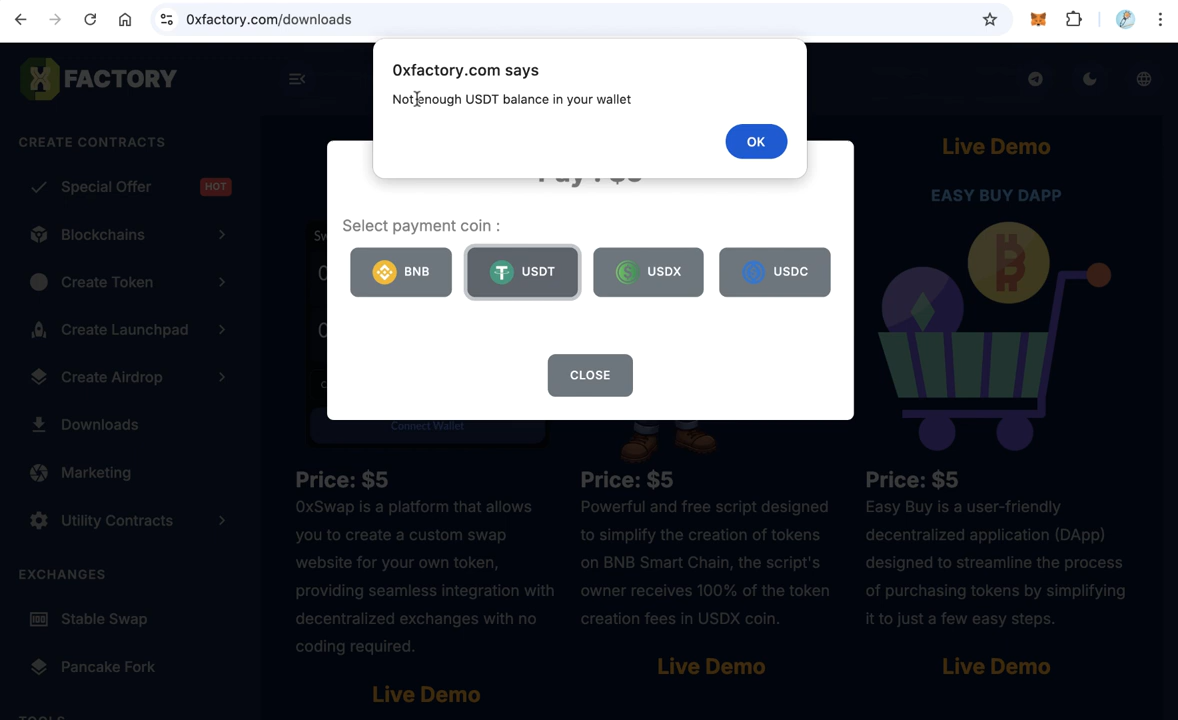 0xfactory.com/downloads
0xfactory.com says
Not enough USDT balance in your wallet
OK
FACTORY
CREATE CONTRACTS
Special Offer
HOT
Blockchains
Create Token
Create Launchpad
Create Airdrop
Downloads
Marketing
Utility Contracts
EXCHANGES
Stable Swap
Pancake Fork
Select payment coin :
BNB
USDT
USDX
USDC
CLOSE
Connect Wallet
Price: $5
0xSwap is a platform that allows
you to create a custom swap
website for your own token,
providing seamless integration with
decentralized exchanges with no
coding required.
Live Demo
Price: $5
Powerful and free script designed
to simplify the creation of tokens
on BNB Smart Chain, the script's
owner receives 100% of the token
creation fees in USDX coin.
Live Demo
Live Demo
EASY BUY DAPP
Price: $5
Easy Buy is a user-friendly
decentralized application (DApp)
designed to streamline the process
of purchasing tokens by simplifying
it to just a few easy steps.
Live Demo